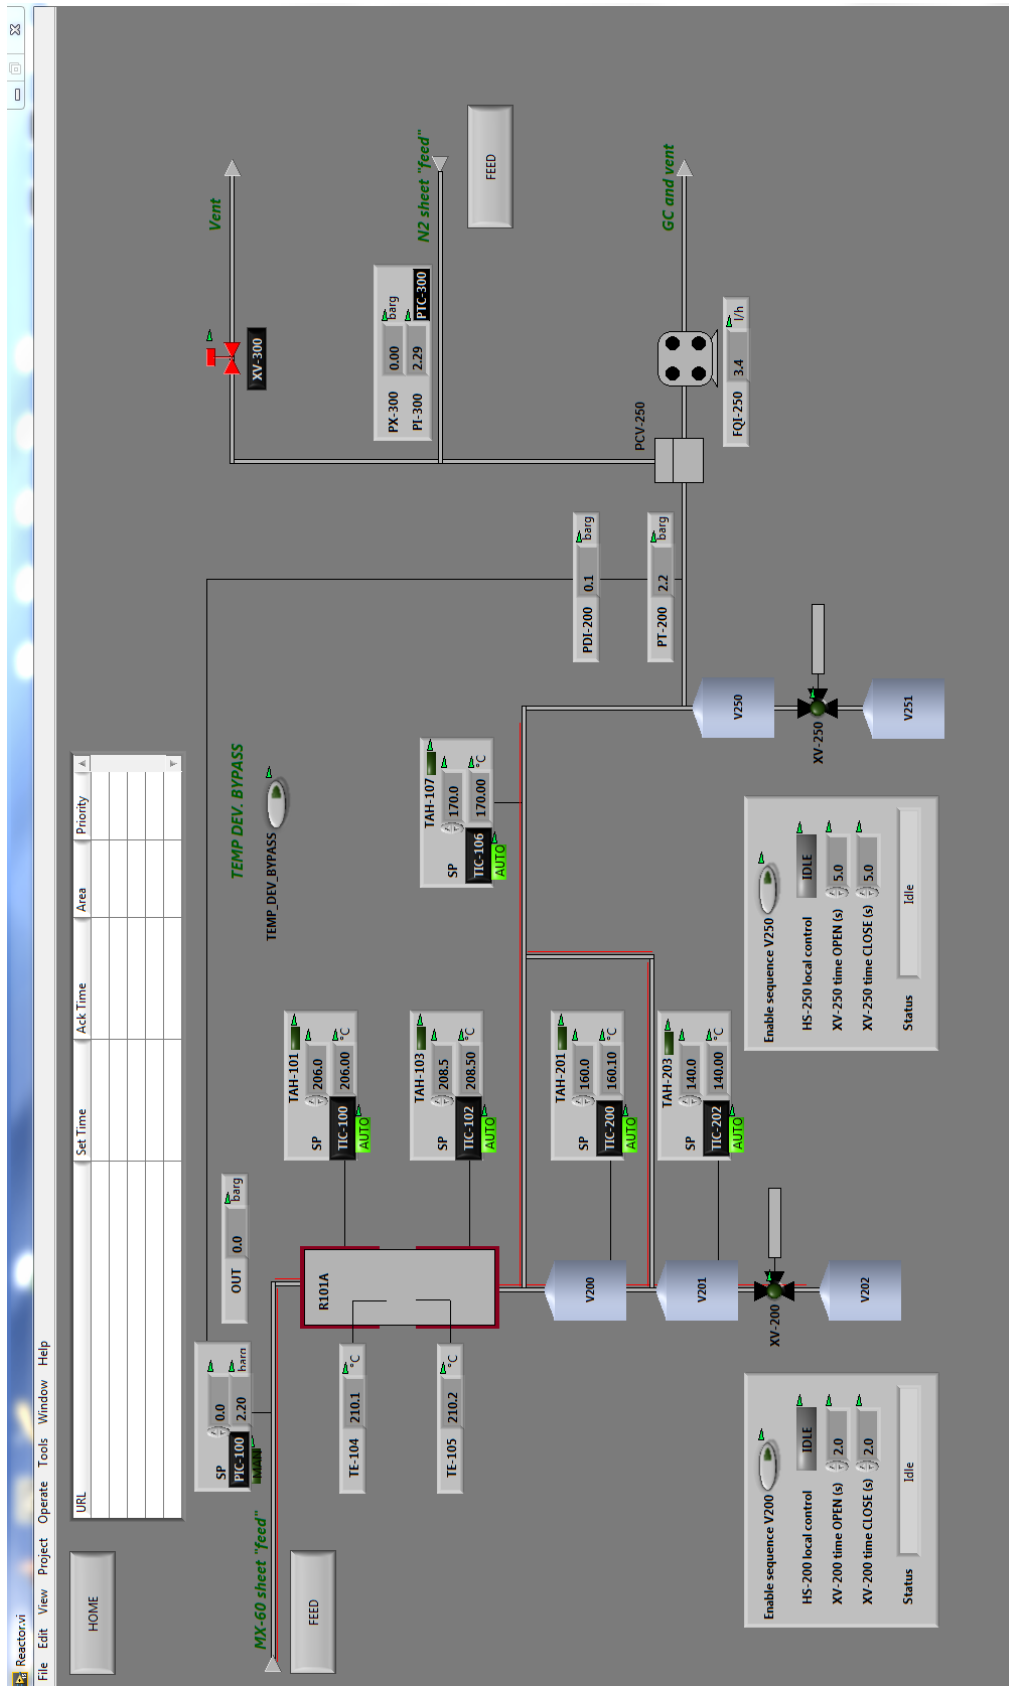 Reactor.vi
File Edit View Project Operate Tools Window Help
HOME
URL Set Time Ack Time Area Priority
MX-60 sheet "feed"
FEED
SP 0.0
PIC-100 2.20 barg
MAN
OUT 0.0 barg
TEMP DEV. BYPASS
TEMP_DEV_BYPASS
Vent
XV-300
PX-300 0.00 barg
PI-300 2.29 PTC-300
N2 sheet "feed"
FEED
R101A
TE-104 210.1 °C
TE-105 210.2 °C
TAH-101
SP 206.0
TIC-100 206.00 °C
AUTO
TAH-103
SP 208.5
TIC-102 208.50 °C
AUTO
TAH-107
SP 170.0
TIC-106 170.00 °C
AUTO
TAH-201
SP 160.0
TIC-200 160.10 °C
AUTO
TAH-203
SP 140.0
TIC-202 140.00 °C
AUTO
PDI-200 0.1 barg
PT-200 2.2 barg
PCV-250
GC and vent
FQI-250 3.4 l/h
V200
V201
XV-200
V202
V250
XV-250
V251
Enable sequence V200
HS-200 local control IDLE
XV-200 time OPEN (s) 2.0
XV-200 time CLOSE (s) 2.0
Status Idle
Enable sequence V250
HS-250 local control IDLE
XV-250 time OPEN (s) 5.0
XV-250 time CLOSE (s) 5.0
Status Idle